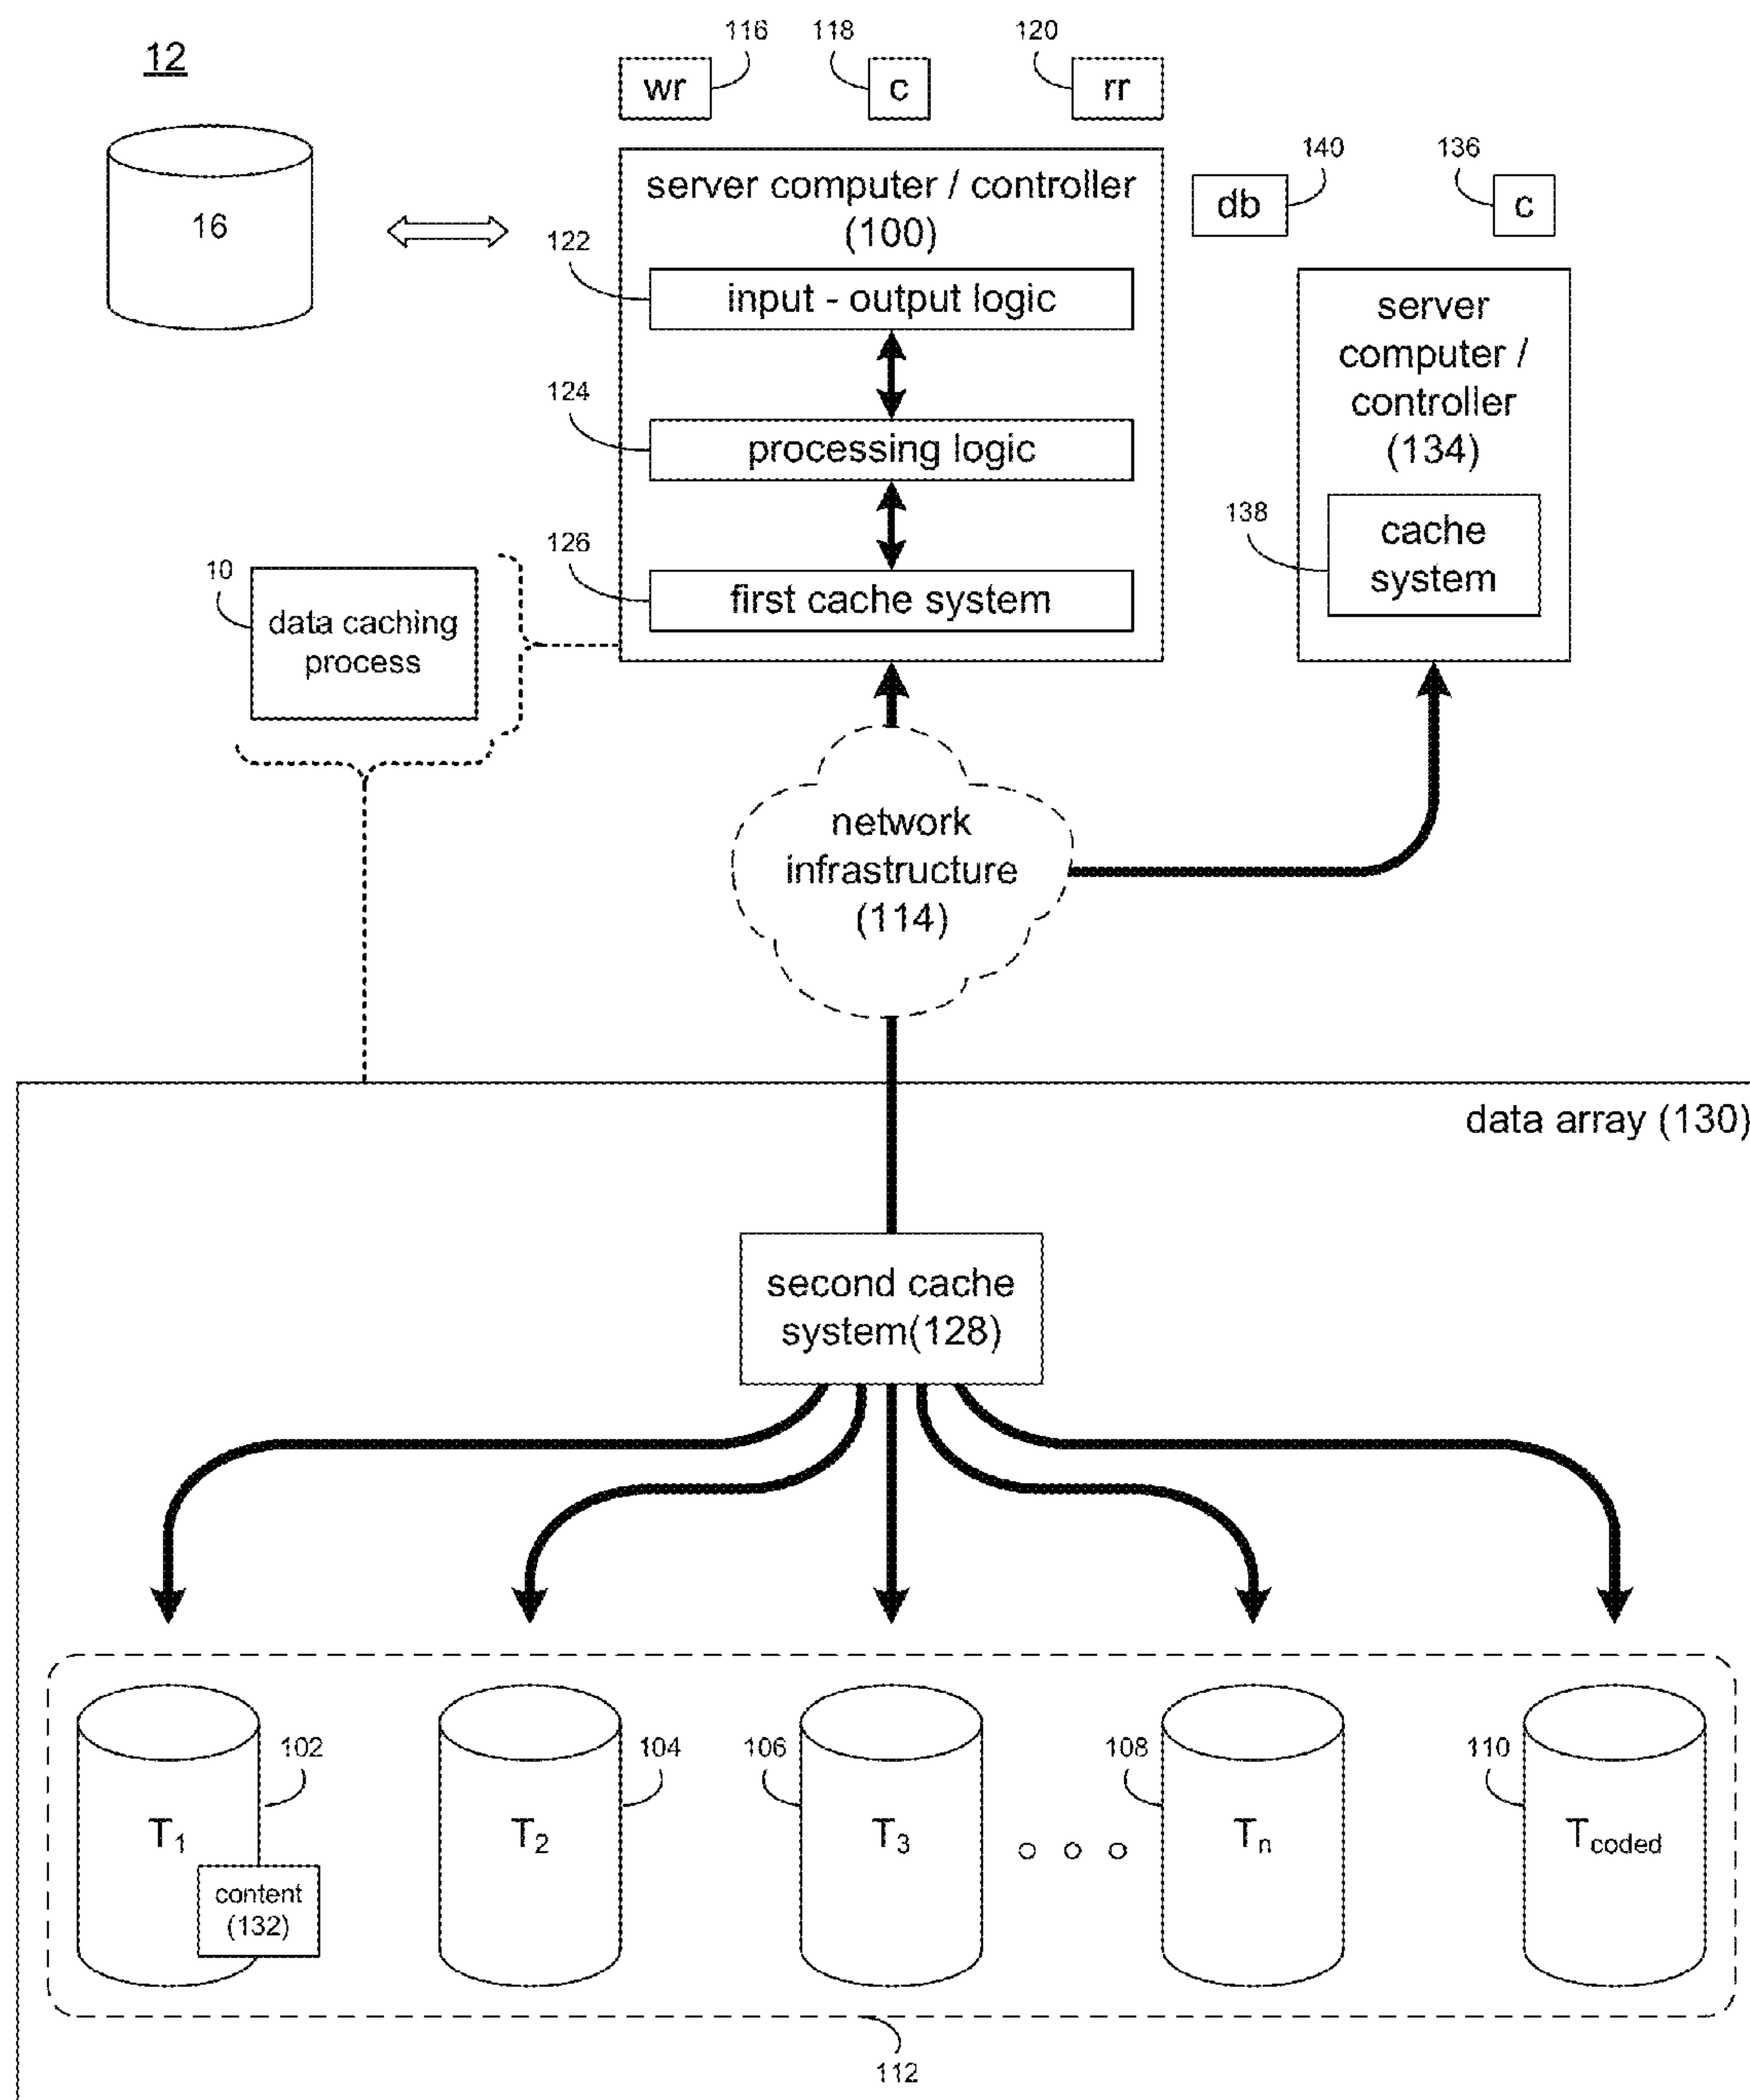 12
116
118
120
wr
c
rr
140
136
db
c
16
server computer / controller
(100)
122
input - output logic
124
processing logic
126
first cache system
server
computer /
controller
(134)
138
cache
system
10
data caching
process
network
infrastructure
(114)
data array (130)
second cache
system(128)
102
104
106
108
110
T1
T2
T3
Tn
Tcoded
content
(132)
112